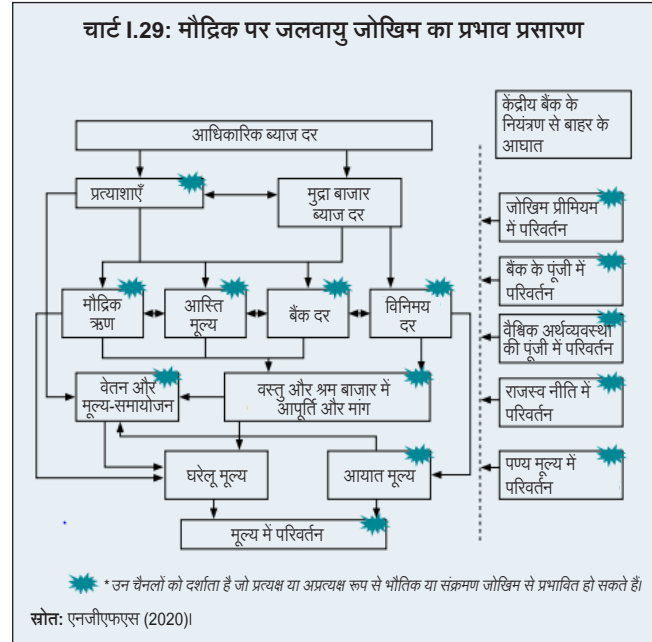 चार्ट I.29: मौद्रिक पर जलवायु जोखिम का प्रभाव प्रसारण
केंद्रीय बैंक के
नियंत्रण से बाहर के
आघात
आधिकारिक ब्याज दर
प्रत्याशाएँ
मुद्रा बाजार
ब्याज दर
जोखिम प्रीमियम
में परिवर्तन
बैंक के पूंजी में
परिवर्तन
मौद्रिक
ऋण
आस्ति
मूल्य
बैंक दर
विनिमय
दर
वैश्विक अर्थव्यवस्था
की पूंजी में परिवर्तन
वेतन और
मूल्य-समायोजन
वस्तु और श्रम बाजार में
आपूर्ति और मांग
राजस्व नीति में
परिवर्तन
घरेलू मूल्य
आयात मूल्य
पण्य मूल्य में
परिवर्तन
मूल्य में परिवर्तन
* उन चैनलों को दर्शाता है जो प्रत्यक्ष या अप्रत्यक्ष रूप से भौतिक या संक्रमण जोखिम से प्रभावित हो सकते हैं।
स्रोत: एनजीएफएस (2020)।